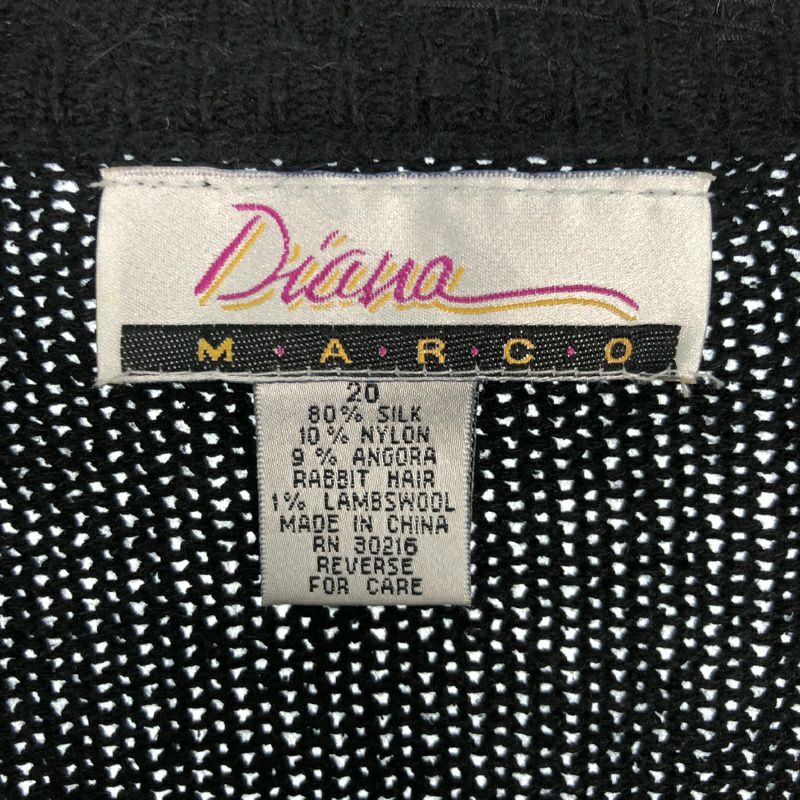 Diana
M·A·R·C·O
20
80% SILK
10% NYLON
9% ANGORA
RABBIT HAIR
1% LAMBSWOOL
MADE IN CHINA
RN 30216
REVERSE
FOR CARE